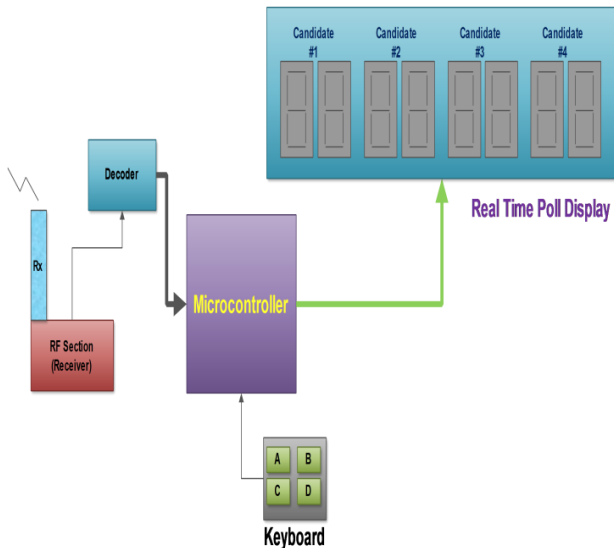 Candidate
#1
Candidate
#2
Candidate
#3
Candidate
#4
Real Time Poll Display
Decoder
Rx
Microcontroller
RF Section
(Receiver)
A
B
C
D
Keyboard